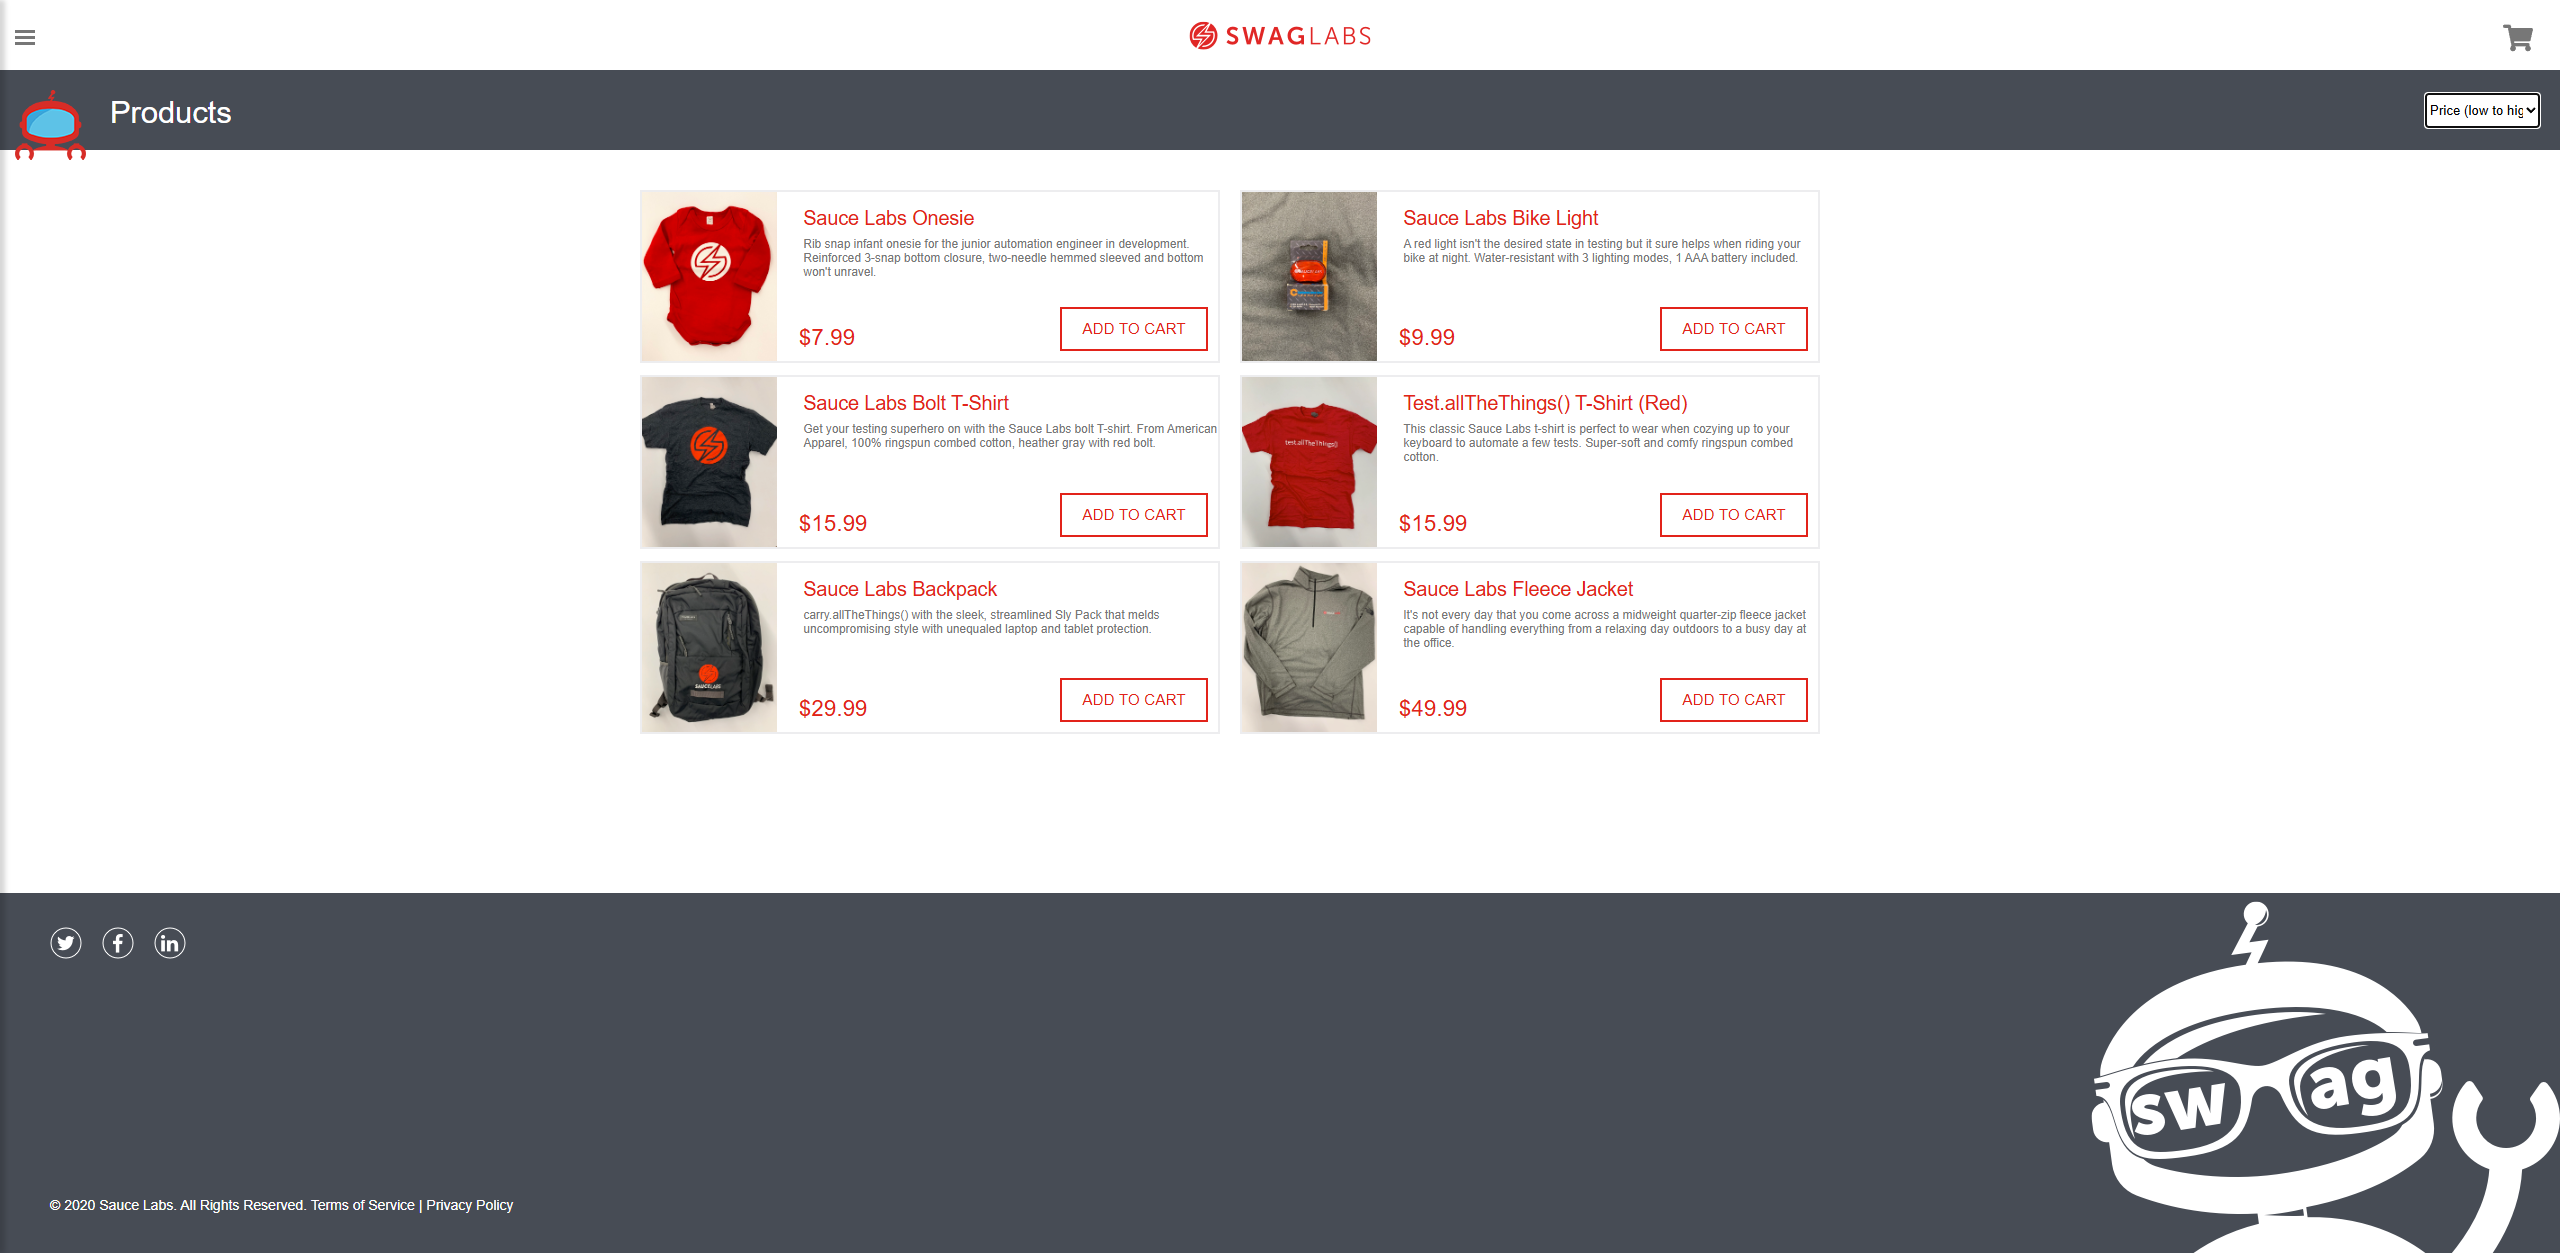 SWAGLABS
Products
Price (low to hig
Sauce Labs Onesie
Rib snap infant onesie for the junior automation engineer in development.
Reinforced 3-snap bottom closure, two-needle hemmed sleeved and bottom
won't unravel.
$7.99
ADD TO CART
Sauce Labs Bike Light
A red light isn't the desired state in testing but it sure helps when riding your
bike at night. Water-resistant with 3 lighting modes, 1 AAA battery included.
$9.99
ADD TO CART
Sauce Labs Bolt T-Shirt
Get your testing superhero on with the Sauce Labs bolt T-shirt. From American
Apparel, 100% ringspun combed cotton, heather gray with red bolt.
$15.99
ADD TO CART
test.allTheThings()
Test.allTheThings() T-Shirt (Red)
This classic Sauce Labs t-shirt is perfect to wear when cozying up to your
keyboard to automate a few tests. Super-soft and comfy ringspun combed
cotton.
$15.99
ADD TO CART
SAUCELABS
Sauce Labs Backpack
carry.allTheThings() with the sleek, streamlined Sly Pack that melds
uncompromising style with unequaled laptop and tablet protection.
$29.99
ADD TO CART
Sauce Labs Fleece Jacket
It's not every day that you come across a midweight quarter-zip fleece jacket
capable of handling everything from a relaxing day outdoors to a busy day at
the office.
$49.99
ADD TO CART
sw ag
© 2020 Sauce Labs. All Rights Reserved. Terms of Service | Privacy Policy